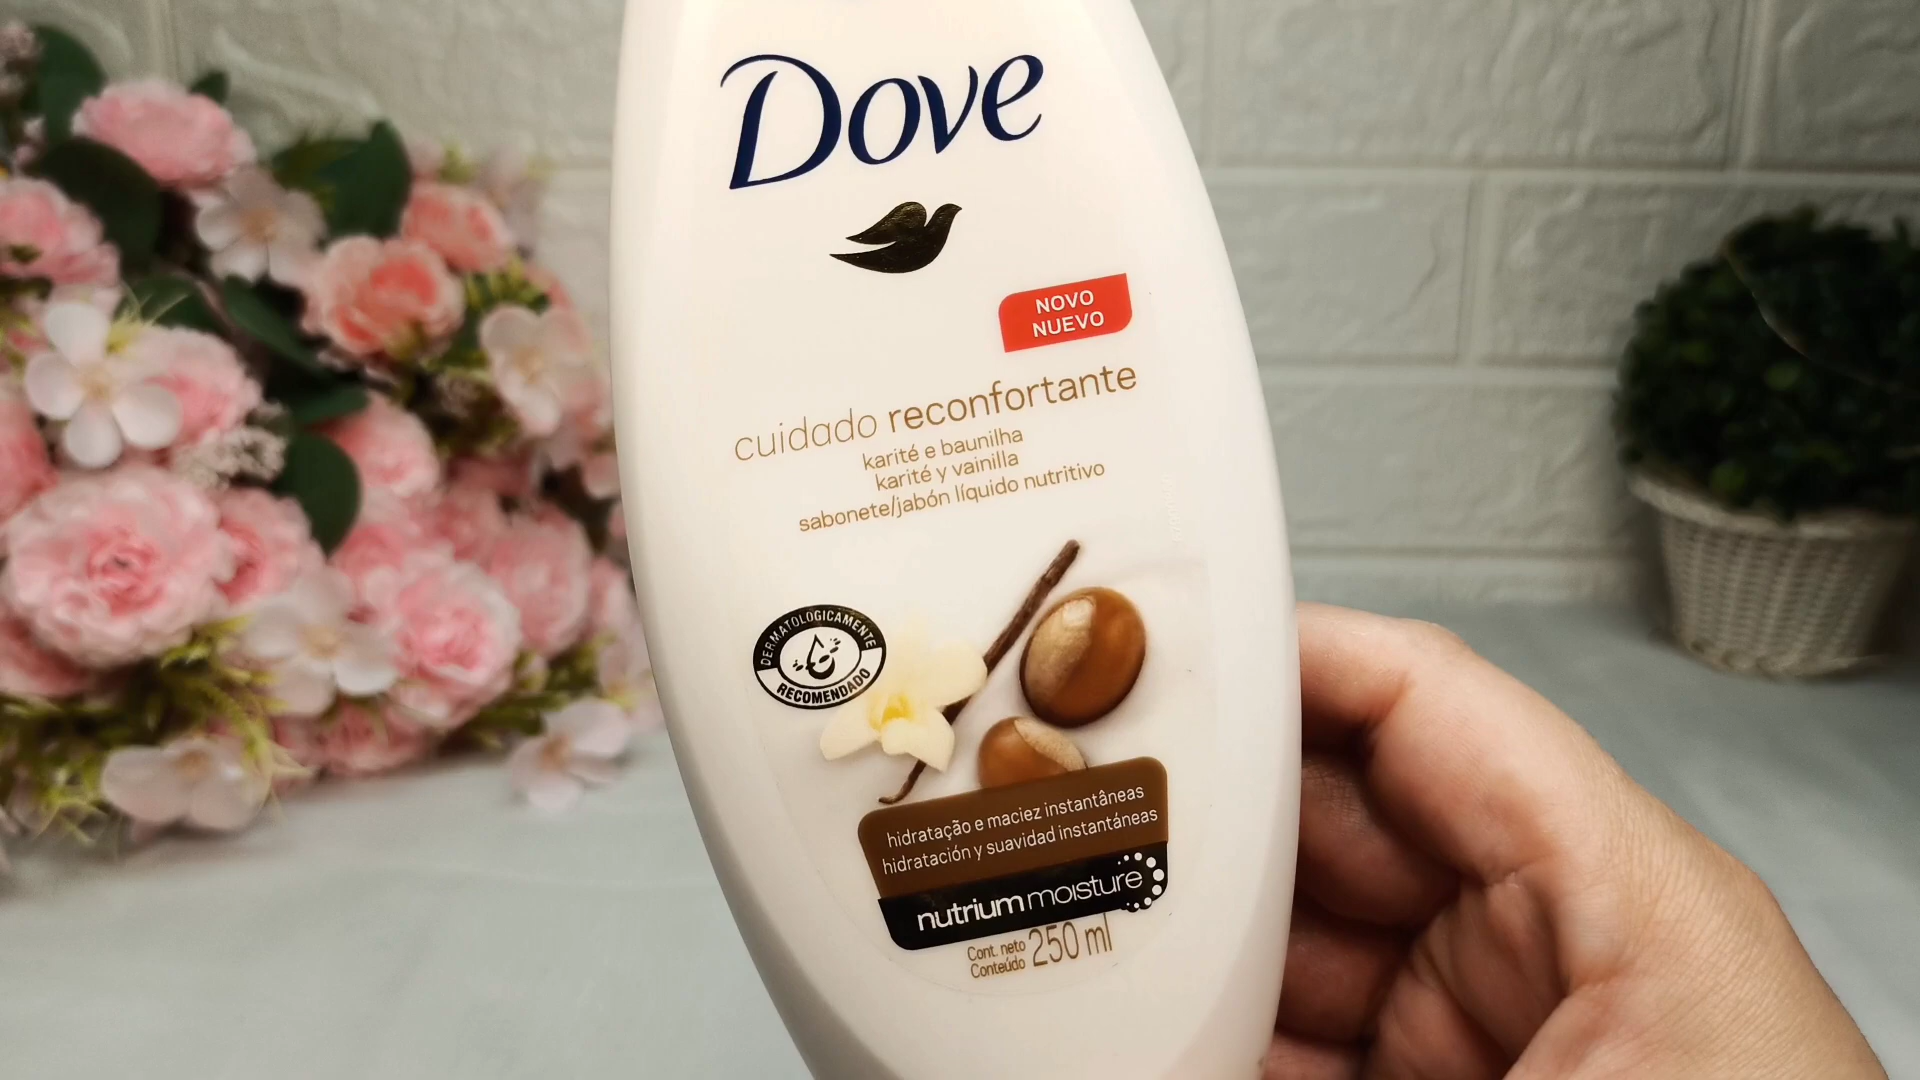 Dove
NOVO
NUEVO
cuidado reconfortante
karité e baunilha
karité y vainilla
sabonete/jabón líquido nutritivo
DERMATOLOGICAMENTE
RECOMENDADO
hidratação e maciez instantâneas
hidratación y suavidad instantáneas
nutrium moisture
Cont. neto
Conteúdo 250 ml